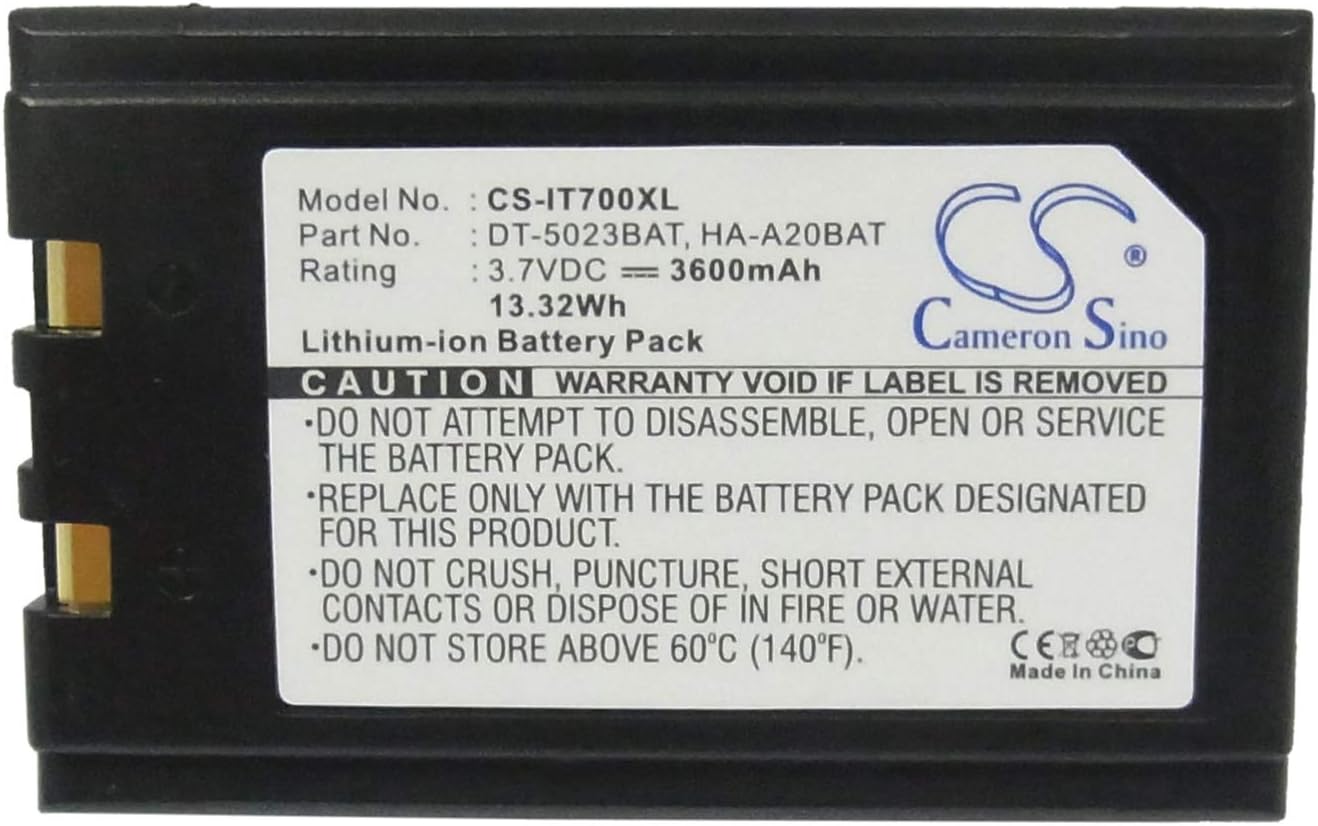 Model No. : CS-IT700XL
Part No. : DT-5023BAT, HA-A20BAT
Rating : 3.7VDC ⎓ 3600mAh
13.32Wh
Lithium-ion Battery Pack
CS ®
Cameron Sino
CAUTION WARRANTY VOID IF LABEL IS REMOVED
·DO NOT ATTEMPT TO DISASSEMBLE, OPEN OR SERVICE
THE BATTERY PACK.
·REPLACE ONLY WITH THE BATTERY PACK DESIGNATED
FOR THIS PRODUCT.
·DO NOT CRUSH, PUNCTURE, SHORT EXTERNAL
CONTACTS OR DISPOSE OF IN FIRE OR WATER.
·DO NOT STORE ABOVE 60°C (140°F).
CE
Made In China